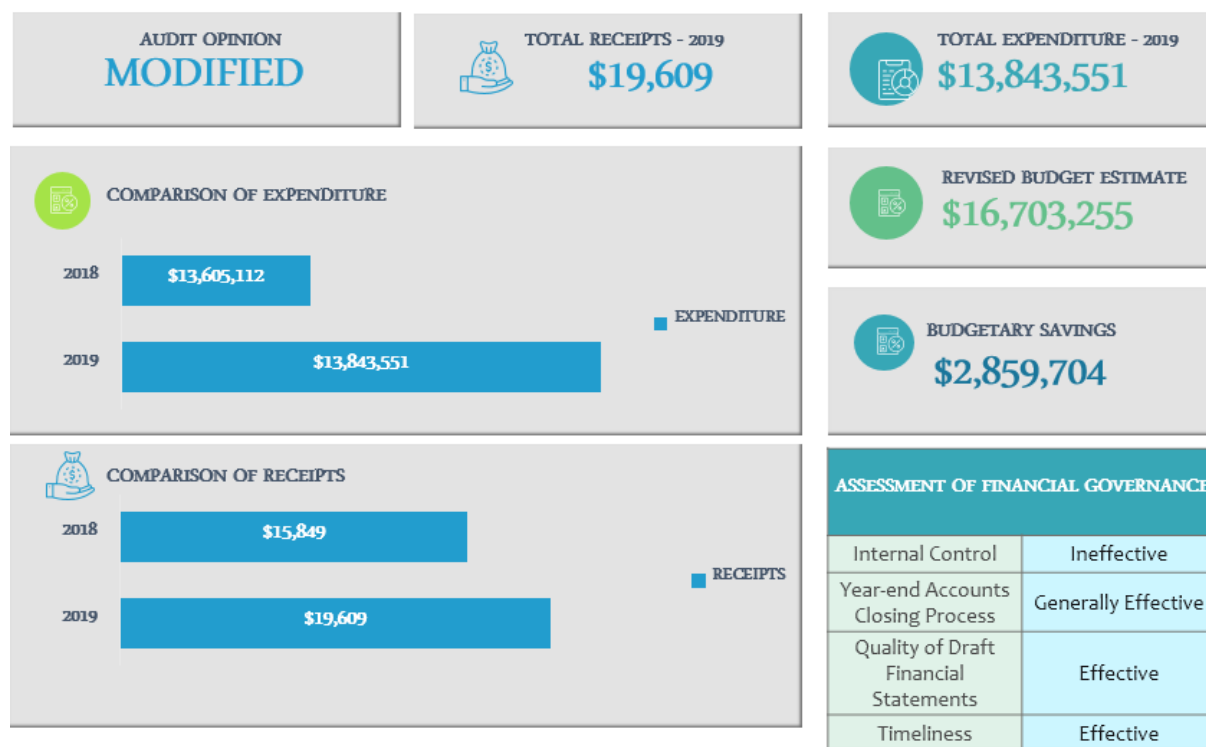 AUDIT OPINION
MODIFIED
TOTAL RECEIPTS - 2019
$19,609
TOTAL EXPENDITURE - 2019
$13,843,551
COMPARISON OF EXPENDITURE
2018
$13,605,112
2019
$13,843,551
EXPENDITURE
REVISED BUDGET ESTIMATE
$16,703,255
BUDGETARY SAVINGS
$2,859,704
COMPARISON OF RECEIPTS
2018
$15,849
2019
$19,609
RECEIPTS
ASSESSMENT OF FINANCIAL GOVERNANCE
Internal Control
Ineffective
Year-end Accounts
Closing Process
Generally Effective
Quality of Draft
Financial
Statements
Effective
Timeliness
Effective